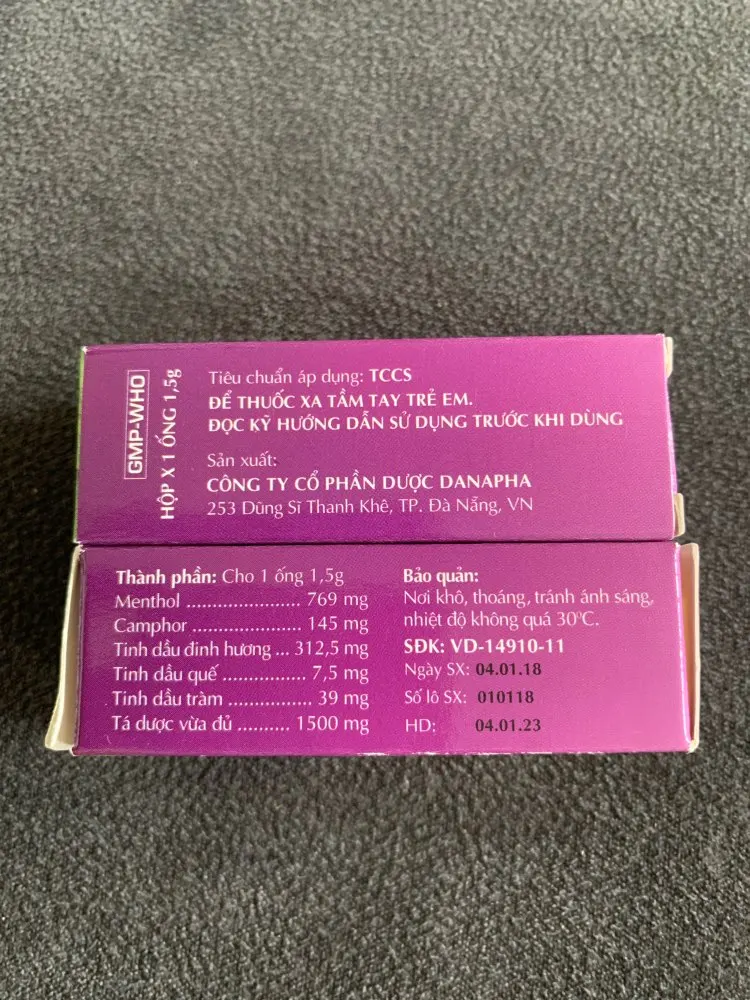 GMP-WHO
HỘP X 1 ỐNG 1,5g
Tiêu chuẩn áp dụng: TCCS
ĐỂ THUỐC XA TẦM TAY TRẺ EM.
ĐỌC KỸ HƯỚNG DẪN SỬ DỤNG TRƯỚC KHI DÙNG
Sản xuất:
CÔNG TY CỔ PHẦN DƯỢC DANAPHA
253 Dũng Sĩ Thanh Khê, TP. Đà Nẵng, VN
Thành phần: Cho 1 ống 1,5g
Menthol ....................... 769 mg
Camphor ...................... 145 mg
Tinh dầu đinh hương ... 312,5 mg
Tinh dầu quế ................. 7,5 mg
Tinh dầu tràm ................ 39 mg
Tá dược vừa đủ .......... 1500 mg
Bảo quản:
Nơi khô, thoáng, tránh ánh sáng,
nhiệt độ không quá 30ºC.
SĐK: VD-14910-11
Ngày SX: 04.01.18
Số lô SX: 010118
HD: 04.01.23